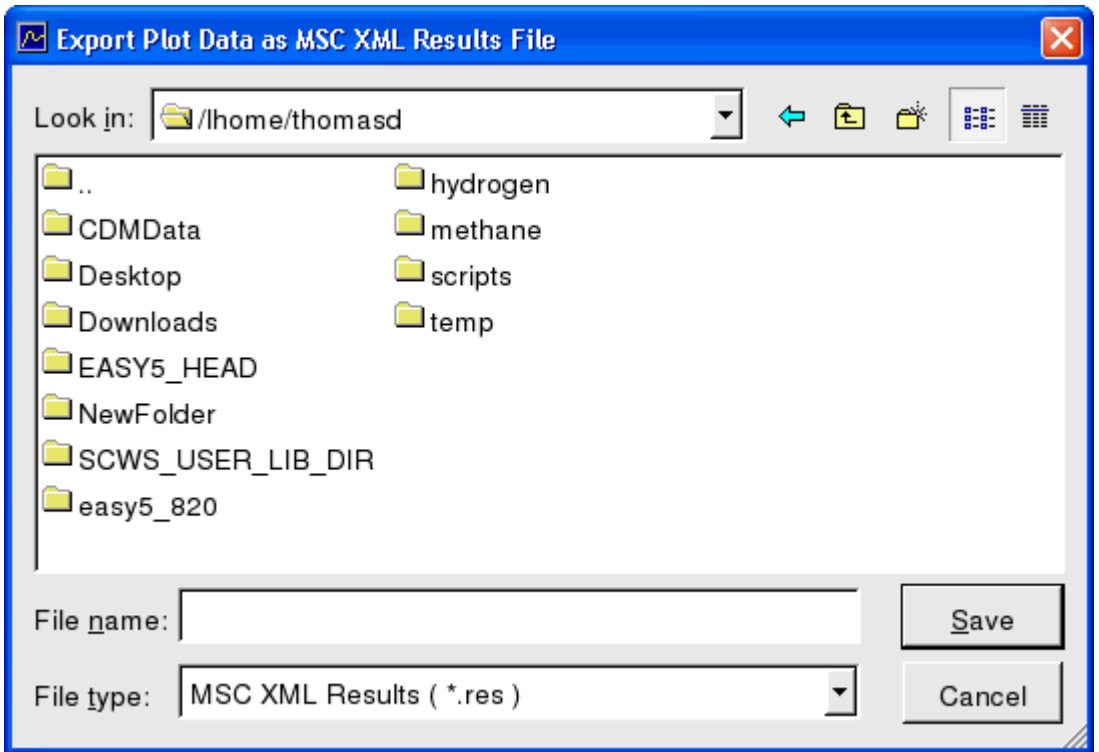 Export Plot Data as MSC XML Results File
Look in: /lhome/thomasd
.. hydrogen
CDMData methane
Desktop scripts
Downloads temp
EASY5_HEAD
NewFolder
SCWS_USER_LIB_DIR
easy5_820
File name: Save
File type: MSC XML Results ( *.res ) Cancel